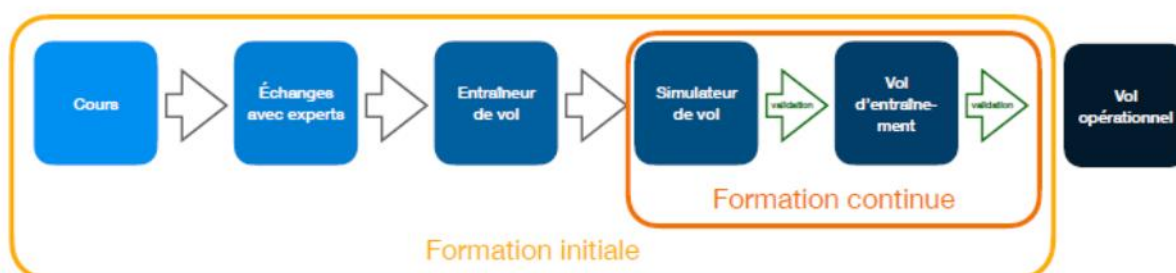 Cours
Échanges
avec experts
Entraîneur
de vol
Simulateur
de vol
validation
Vol
d'entraîne-
ment
validation
Vol
opérationnel
Formation continue
Formation initiale